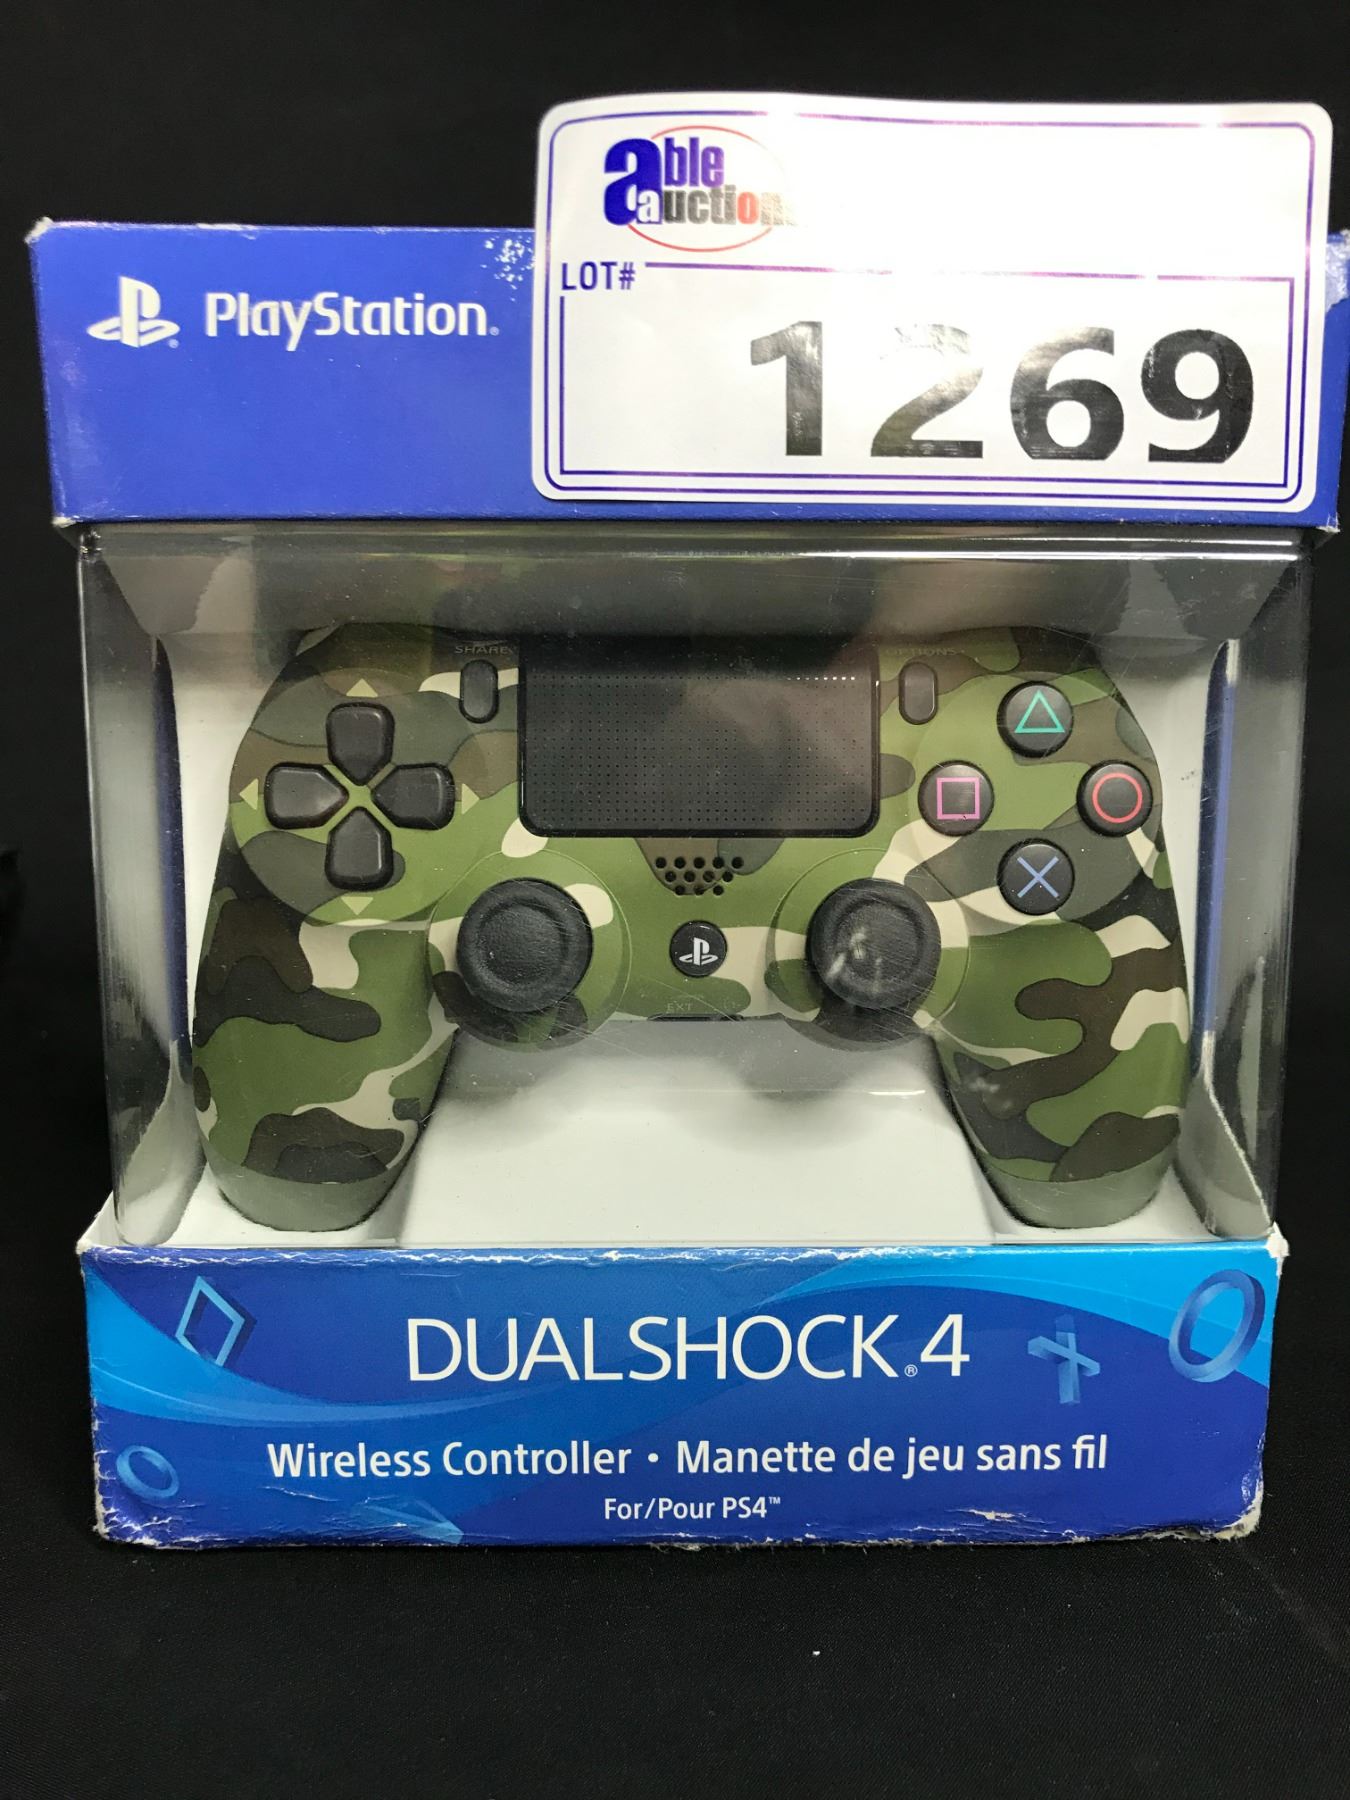 able
auction
LOT#
1269
PlayStation®
SHARE
OPTIONS
EXT
DUALSHOCK®4
Wireless Controller • Manette de jeu sans fil
For/Pour PS4™